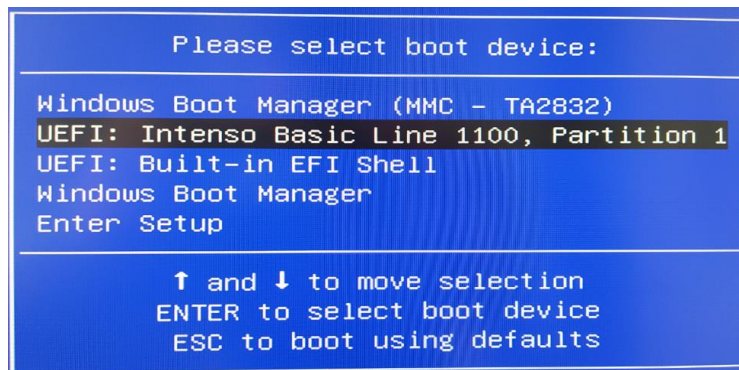 Please select boot device:
Windows Boot Manager (MMC - TA2832)
UEFI: Intenso Basic Line 1100, Partition 1
UEFI: Built-in EFI Shell
Windows Boot Manager
Enter Setup
↑ and ↓ to move selection
ENTER to select boot device
ESC to boot using defaults